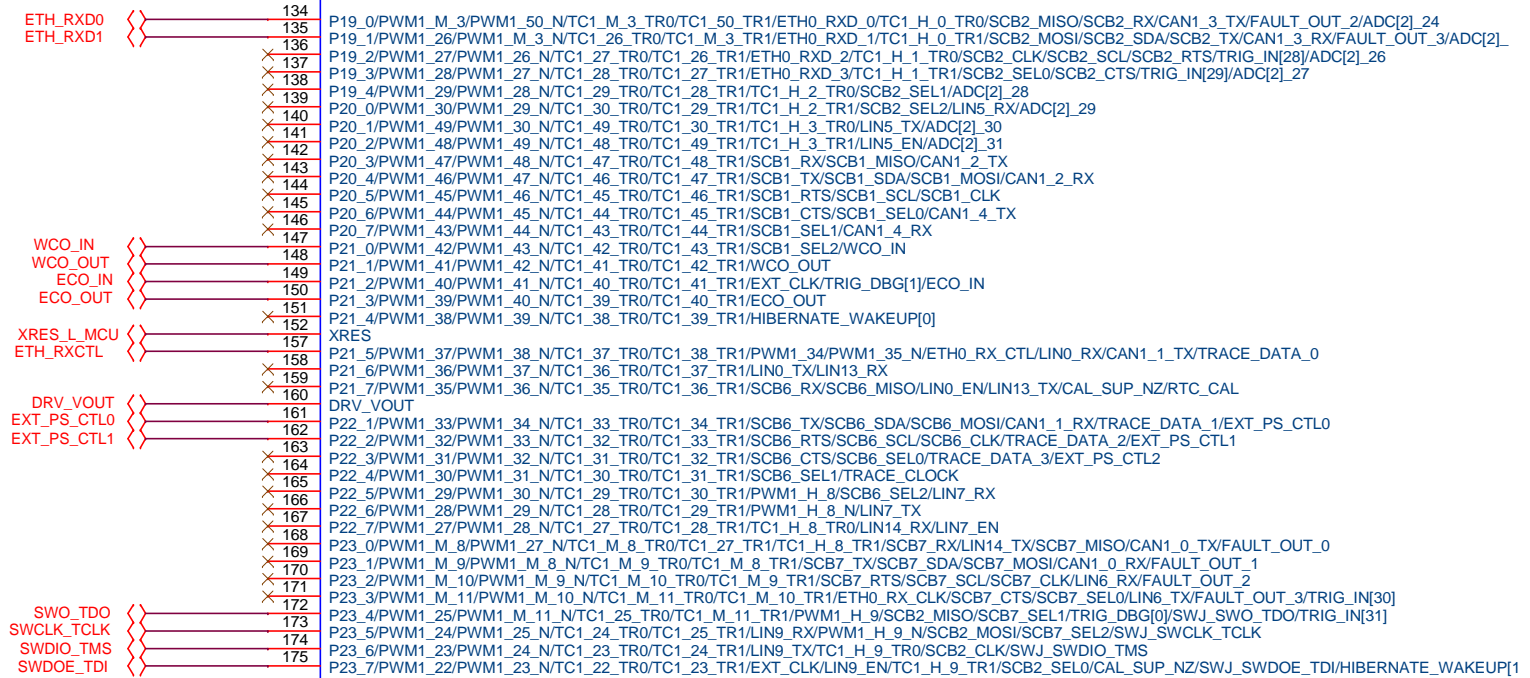 134
ETH_RXD0 P19_0/PWM1_M_3/PWM1_50_N/TC1_M_3_TR0/TC1_50_TR1/ETH0_RXD_0/TC1_H_0_TR0/SCB2_MISO/SCB2_RX/CAN1_3_TX/FAULT_OUT_2/ADC[2]_24
135
ETH_RXD1 P19_1/PWM1_26/PWM1_M_3_N/TC1_26_TR0/TC1_M_3_TR1/ETH0_RXD_1/TC1_H_0_TR1/SCB2_MOSI/SCB2_SDA/SCB2_TX/CAN1_3_RX/FAULT_OUT_3/ADC[2]_
136
P19_2/PWM1_27/PWM1_26_N/TC1_27_TR0/TC1_26_TR1/ETH0_RXD_2/TC1_H_1_TR0/SCB2_CLK/SCB2_SCL/SCB2_RTS/TRIG_IN[28]/ADC[2]_26
137
P19_3/PWM1_28/PWM1_27_N/TC1_28_TR0/TC1_27_TR1/ETH0_RXD_3/TC1_H_1_TR1/SCB2_SEL0/SCB2_CTS/TRIG_IN[29]/ADC[2]_27
138
P19_4/PWM1_29/PWM1_28_N/TC1_29_TR0/TC1_28_TR1/TC1_H_2_TR0/SCB2_SEL1/ADC[2]_28
139
P20_0/PWM1_30/PWM1_29_N/TC1_30_TR0/TC1_29_TR1/TC1_H_2_TR1/SCB2_SEL2/LIN5_RX/ADC[2]_29
140
P20_1/PWM1_49/PWM1_30_N/TC1_49_TR0/TC1_30_TR1/TC1_H_3_TR0/LIN5_TX/ADC[2]_30
141
P20_2/PWM1_48/PWM1_49_N/TC1_48_TR0/TC1_49_TR1/TC1_H_3_TR1/LIN5_EN/ADC[2]_31
142
P20_3/PWM1_47/PWM1_48_N/TC1_47_TR0/TC1_48_TR1/SCB1_RX/SCB1_MISO/CAN1_2_TX
143
P20_4/PWM1_46/PWM1_47_N/TC1_46_TR0/TC1_47_TR1/SCB1_TX/SCB1_SDA/SCB1_MOSI/CAN1_2_RX
144
P20_5/PWM1_45/PWM1_46_N/TC1_45_TR0/TC1_46_TR1/SCB1_RTS/SCB1_SCL/SCB1_CLK
145
P20_6/PWM1_44/PWM1_45_N/TC1_44_TR0/TC1_45_TR1/SCB1_CTS/SCB1_SEL0/CAN1_4_TX
146
P20_7/PWM1_43/PWM1_44_N/TC1_43_TR0/TC1_44_TR1/SCB1_SEL1/CAN1_4_RX
147
WCO_IN P21_0/PWM1_42/PWM1_43_N/TC1_42_TR0/TC1_43_TR1/SCB1_SEL2/WCO_IN
148
WCO_OUT P21_1/PWM1_41/PWM1_42_N/TC1_41_TR0/TC1_42_TR1/WCO_OUT
149
ECO_IN P21_2/PWM1_40/PWM1_41_N/TC1_40_TR0/TC1_41_TR1/EXT_CLK/TRIG_DBG[1]/ECO_IN
150
ECO_OUT P21_3/PWM1_39/PWM1_40_N/TC1_39_TR0/TC1_40_TR1/ECO_OUT
151
P21_4/PWM1_38/PWM1_39_N/TC1_38_TR0/TC1_39_TR1/HIBERNATE_WAKEUP[0]
152
XRES_L_MCU XRES
157
ETH_RXCTL P21_5/PWM1_37/PWM1_38_N/TC1_37_TR0/TC1_38_TR1/PWM1_34/PWM1_35_N/ETH0_RX_CTL/LIN0_RX/CAN1_1_TX/TRACE_DATA_0
158
P21_6/PWM1_36/PWM1_37_N/TC1_36_TR0/TC1_37_TR1/LIN0_TX/LIN13_RX
159
P21_7/PWM1_35/PWM1_36_N/TC1_35_TR0/TC1_36_TR1/SCB6_RX/SCB6_MISO/LIN0_EN/LIN13_TX/CAL_SUP_NZ/RTC_CAL
160
DRV_VOUT DRV_VOUT
161
EXT_PS_CTL0 P22_1/PWM1_33/PWM1_34_N/TC1_33_TR0/TC1_34_TR1/SCB6_TX/SCB6_SDA/SCB6_MOSI/CAN1_1_RX/TRACE_DATA_1/EXT_PS_CTL0
162
EXT_PS_CTL1 P22_2/PWM1_32/PWM1_33_N/TC1_32_TR0/TC1_33_TR1/SCB6_RTS/SCB6_SCL/SCB6_CLK/TRACE_DATA_2/EXT_PS_CTL1
163
P22_3/PWM1_31/PWM1_32_N/TC1_31_TR0/TC1_32_TR1/SCB6_CTS/SCB6_SEL0/TRACE_DATA_3/EXT_PS_CTL2
164
P22_4/PWM1_30/PWM1_31_N/TC1_30_TR0/TC1_31_TR1/SCB6_SEL1/TRACE_CLOCK
165
P22_5/PWM1_29/PWM1_30_N/TC1_29_TR0/TC1_30_TR1/PWM1_H_8/SCB6_SEL2/LIN7_RX
166
P22_6/PWM1_28/PWM1_29_N/TC1_28_TR0/TC1_29_TR1/PWM1_H_8_N/LIN7_TX
167
P22_7/PWM1_27/PWM1_28_N/TC1_27_TR0/TC1_28_TR1/TC1_H_8_TR0/LIN14_RX/LIN7_EN
168
P23_0/PWM1_M_8/PWM1_27_N/TC1_M_8_TR0/TC1_27_TR1/TC1_H_8_TR1/SCB7_RX/LIN14_TX/SCB7_MISO/CAN1_0_TX/FAULT_OUT_0
169
P23_1/PWM1_M_9/PWM1_M_8_N/TC1_M_9_TR0/TC1_M_8_TR1/SCB7_TX/SCB7_SDA/SCB7_MOSI/CAN1_0_RX/FAULT_OUT_1
170
P23_2/PWM1_M_10/PWM1_M_9_N/TC1_M_10_TR0/TC1_M_9_TR1/SCB7_RTS/SCB7_SCL/SCB7_CLK/LIN6_RX/FAULT_OUT_2
171
P23_3/PWM1_M_11/PWM1_M_10_N/TC1_M_11_TR0/TC1_M_10_TR1/ETH0_RX_CLK/SCB7_CTS/SCB7_SEL0/LIN6_TX/FAULT_OUT_3/TRIG_IN[30]
172
SWO_TDO P23_4/PWM1_25/PWM1_M_11_N/TC1_25_TR0/TC1_M_11_TR1/PWM1_H_9/SCB2_MISO/SCB7_SEL1/TRIG_DBG[0]/SWJ_SWO_TDO/TRIG_IN[31]
173
SWCLK_TCLK P23_5/PWM1_24/PWM1_25_N/TC1_24_TR0/TC1_25_TR1/LIN9_RX/PWM1_H_9_N/SCB2_MOSI/SCB7_SEL2/SWJ_SWCLK_TCLK
174
SWDIO_TMS P23_6/PWM1_23/PWM1_24_N/TC1_23_TR0/TC1_24_TR1/LIN9_TX/TC1_H_9_TR0/SCB2_CLK/SWJ_SWDIO_TMS
175
SWDOE_TDI P23_7/PWM1_22/PWM1_23_N/TC1_22_TR0/TC1_23_TR1/EXT_CLK/LIN9_EN/TC1_H_9_TR1/SCB2_SEL0/CAL_SUP_NZ/SWJ_SWDOE_TDI/HIBERNATE_WAKEUP[1